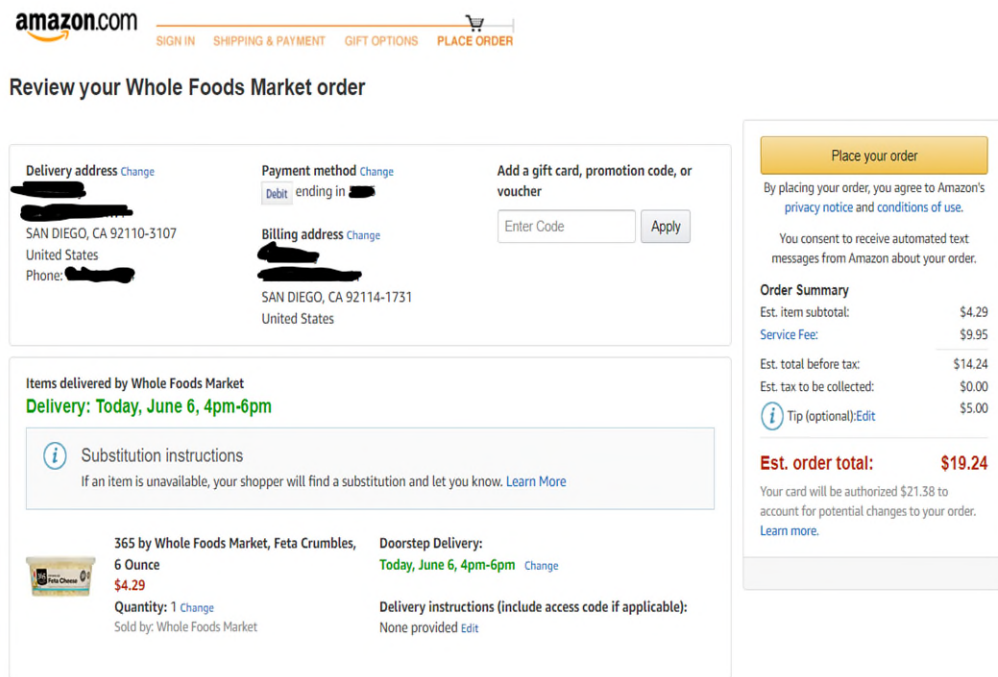 amazon.com
SIGN IN SHIPPING & PAYMENT GIFT OPTIONS PLACE ORDER
Review your Whole Foods Market order
Delivery address Change
SAN DIEGO, CA 92110-3107
United States
Phone:
Payment method Change
Debit ending in
Billing address Change
SAN DIEGO, CA 92114-1731
United States
Add a gift card, promotion code, or
voucher
Enter Code Apply
Items delivered by Whole Foods Market
Delivery: Today, June 6, 4pm-6pm
Substitution instructions
If an item is unavailable, your shopper will find a substitution and let you know. Learn More
365 by Whole Foods Market, Feta Crumbles,
6 Ounce
$4.29
Quantity: 1 Change
Sold by: Whole Foods Market
365
Feta Cheese
Doorstep Delivery:
Today, June 6, 4pm-6pm Change
Delivery instructions (include access code if applicable):
None provided Edit
Place your order
By placing your order, you agree to Amazon's
privacy notice and conditions of use.
You consent to receive automated text
messages from Amazon about your order.
Order Summary
Est. item subtotal: $4.29
Service Fee: $9.95
Est. total before tax: $14.24
Est. tax to be collected: $0.00
Tip (optional):Edit $5.00
Est. order total: $19.24
Your card will be authorized $21.38 to
account for potential changes to your order.
Learn more.